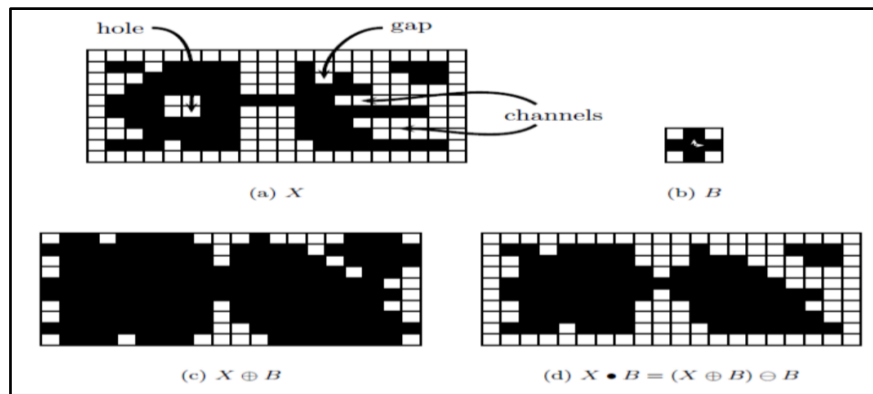 hole
gap
channels
(a) X
(b) B
(c) X ⊕ B
(d) X • B = (X ⊕ B) ⊖ B